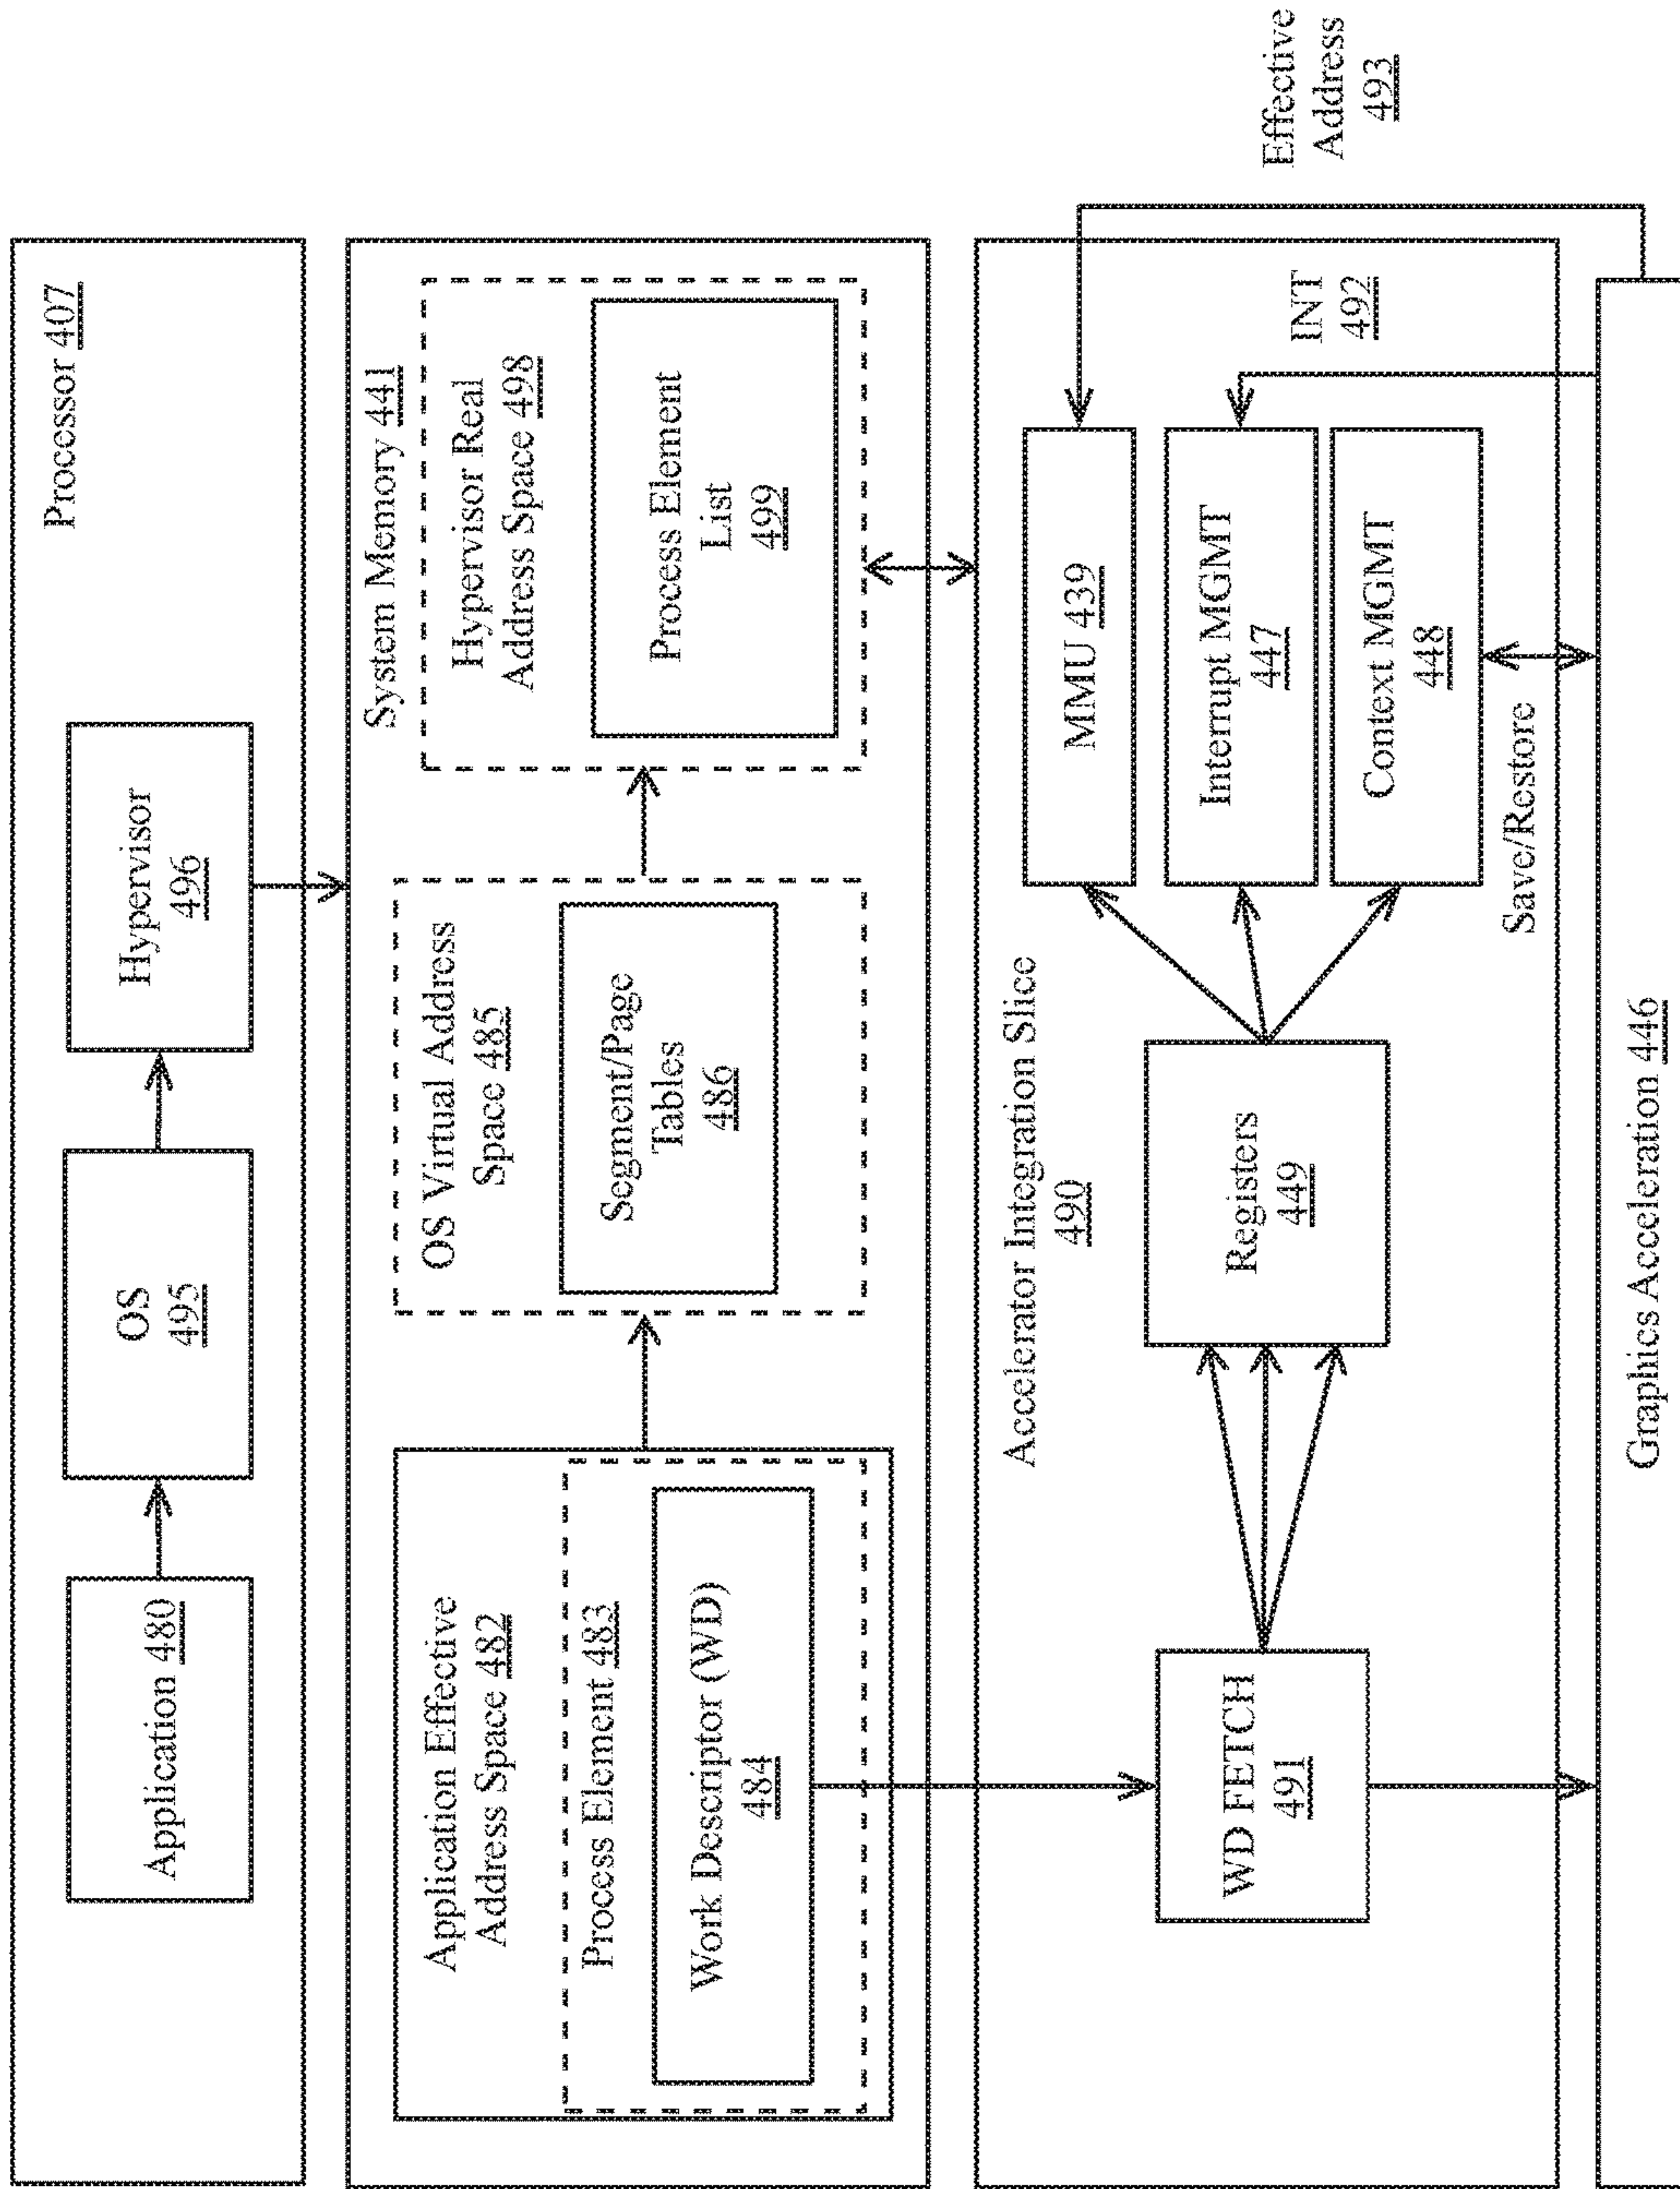 Processor 407
Application 480
OS
495
Hypervisor
496
System Memory 441
Application Effective
Address Space 482
Process Element 483
Work Descriptor (WD)
484
OS Virtual Address
Space 485
Segment/Page
Tables
486
Hypervisor Real
Address Space 498
Process Element
List
499
Accelerator Integration Slice
490
WD FETCH
491
Registers
449
MMU 439
Interrupt MGMT
447
Context MGMT
448
INT
492
Effective
Address
493
Save/Restore
Graphics Acceleration 446